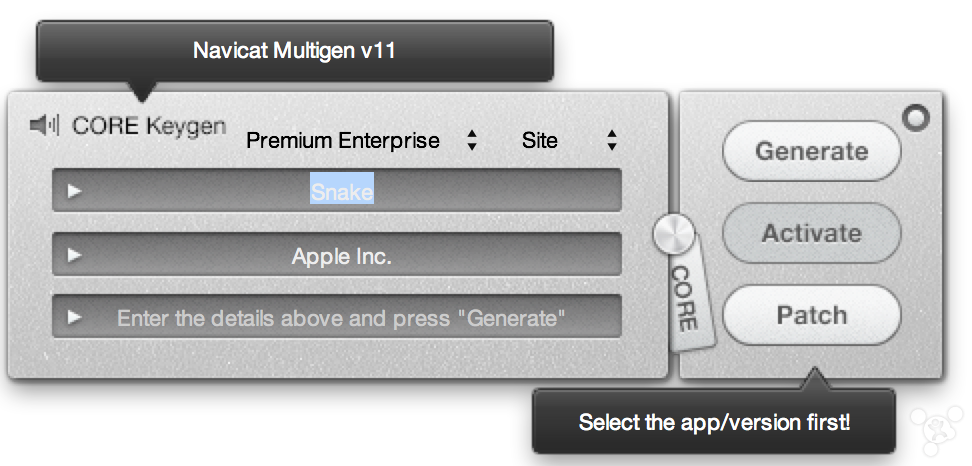 Navicat Multigen v11
CORE Keygen
Premium Enterprise
Site
Snake
Apple Inc.
Enter the details above and press "Generate"
Generate
Activate
Patch
CORE
Select the app/version first!